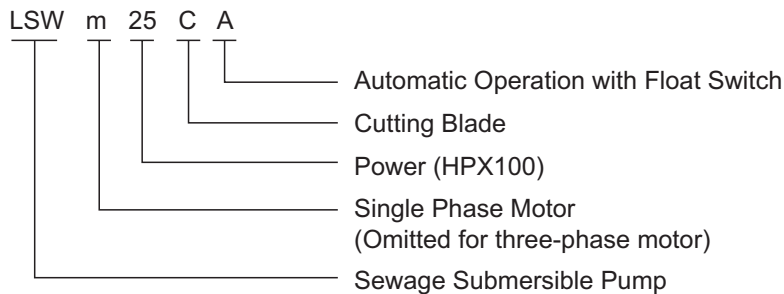 LSW m 25 C A
Automatic Operation with Float Switch
Cutting Blade
Power (HPX100)
Single Phase Motor
(Omitted for three-phase motor)
Sewage Submersible Pump